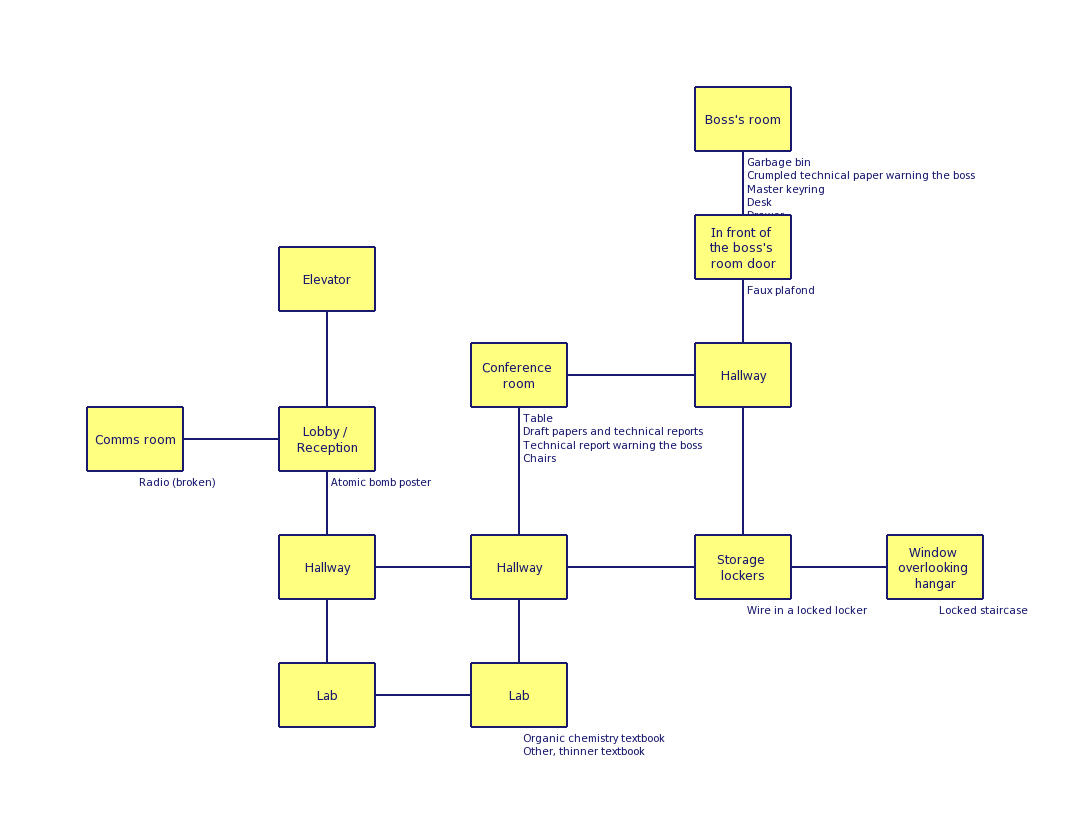 Boss's room
Garbage bin
Crumpled technical paper warning the boss
Master keyring
Desk
In front of
the boss's
room door
Faux plafond
Elevator
Conference
room
Hallway
Table
Draft papers and technical reports
Technical report warning the boss
Chairs
Comms room
Lobby /
Reception
Radio (broken)
Atomic bomb poster
Hallway
Hallway
Storage
lockers
Window
overlooking
hangar
Wire in a locked locker
Locked staircase
Lab
Lab
Organic chemistry textbook
Other, thinner textbook